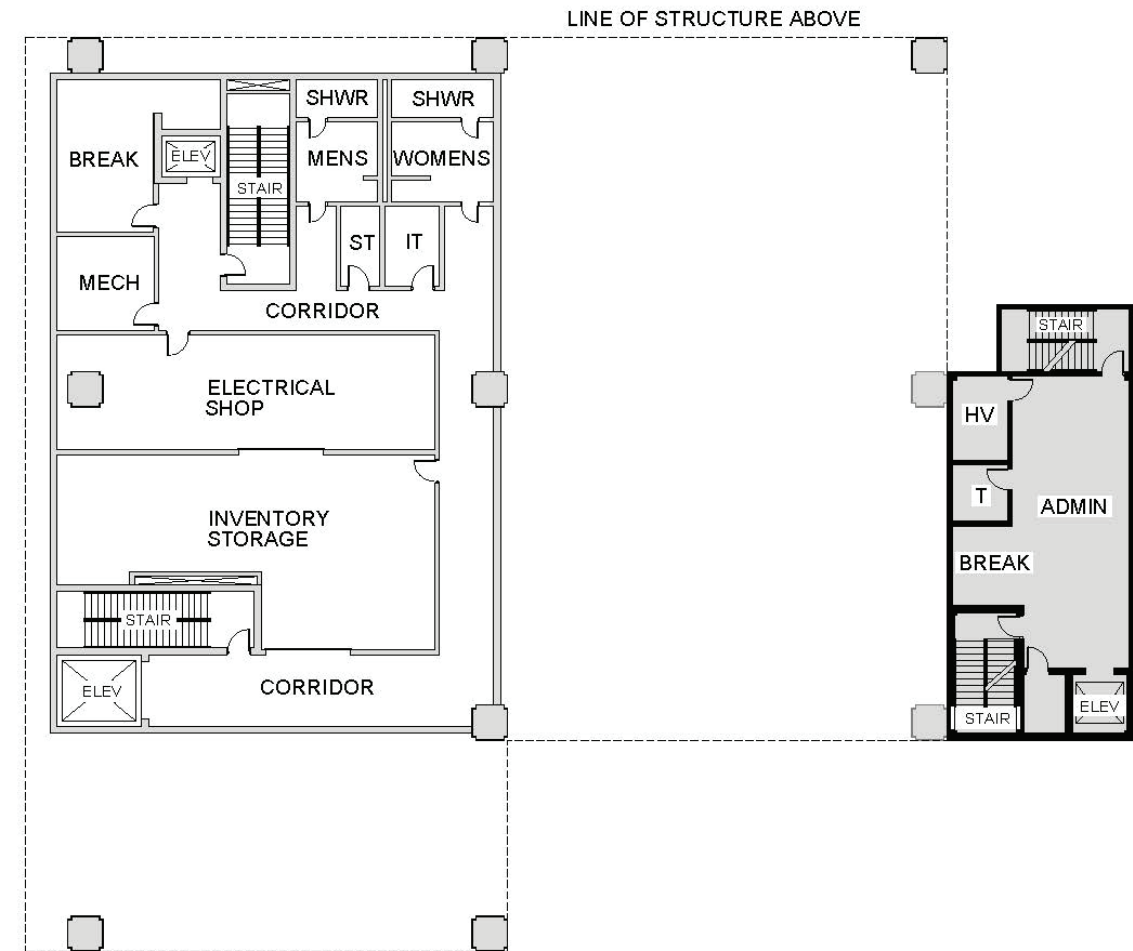 LINE OF STRUCTURE ABOVE
SHWR
SHWR
BREAK
ELEV
MENS
WOMENS
STAIR
ST
IT
MECH
CORRIDOR
STAIR
ELECTRICAL
SHOP
HV
T
ADMIN
INVENTORY
STORAGE
BREAK
STAIR
CORRIDOR
ELEV
ELEV
STAIR